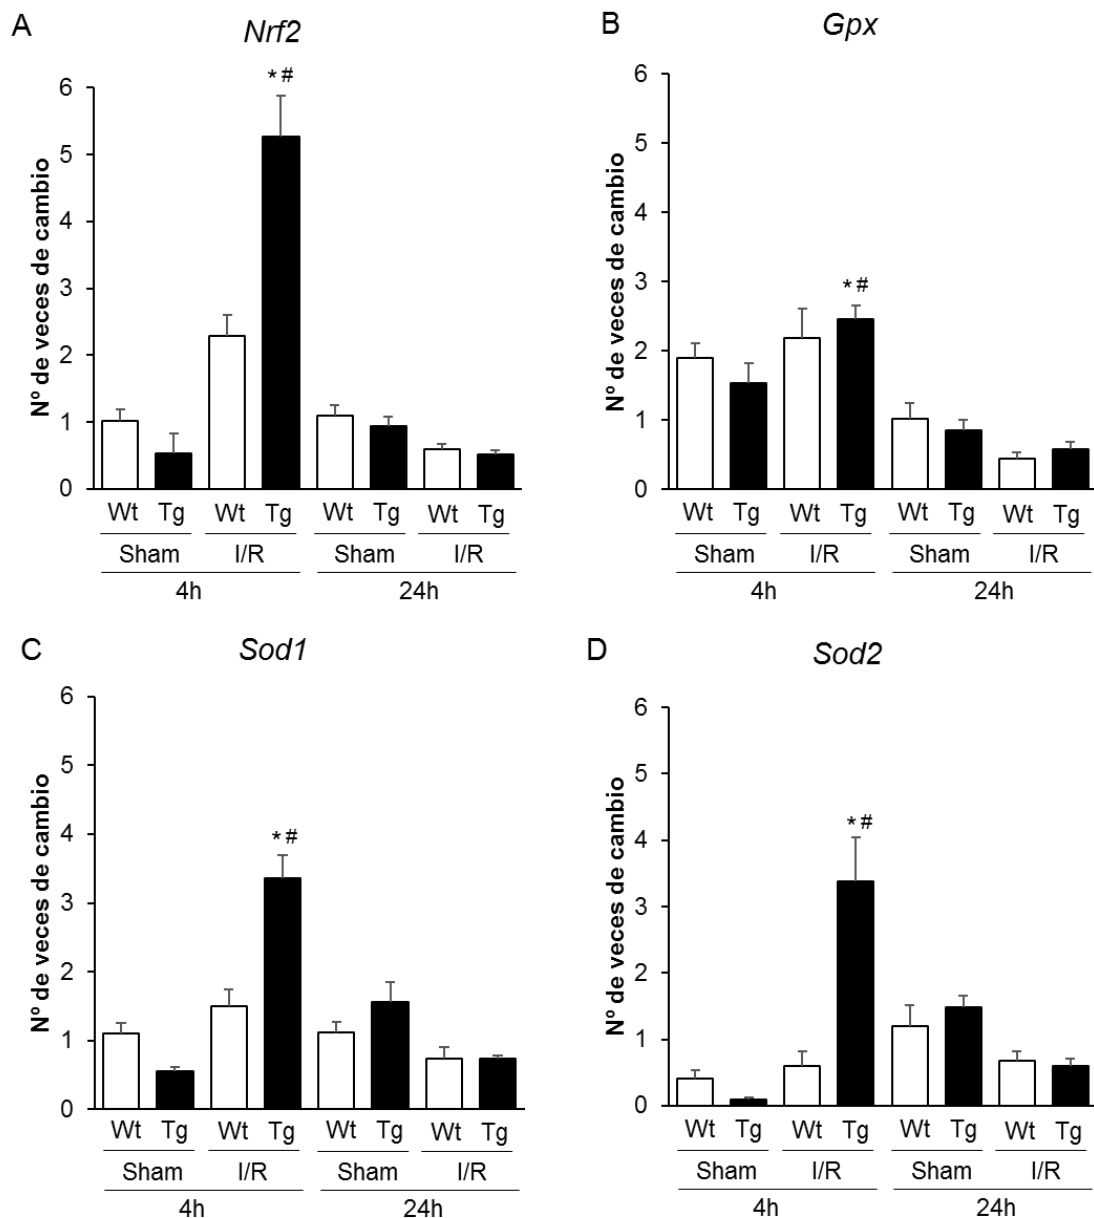 A
Nrf2
Nº de veces de cambio
6
5
4
3
2
1
0
* #
Wt Tg Wt Tg Wt Tg Wt Tg
Sham I/R Sham I/R
4h 24h
B
Gpx
Nº de veces de cambio
6
5
4
3
2
1
0
* #
Wt Tg Wt Tg Wt Tg Wt Tg
Sham I/R Sham I/R
4h 24h
C
Sod1
Nº de veces de cambio
6
5
4
3
2
1
0
* #
Wt Tg Wt Tg Wt Tg Wt Tg
Sham I/R Sham I/R
4h 24h
D
Sod2
Nº de veces de cambio
6
5
4
3
2
1
0
* #
Wt Tg Wt Tg Wt Tg Wt Tg
Sham I/R Sham I/R
4h 24h